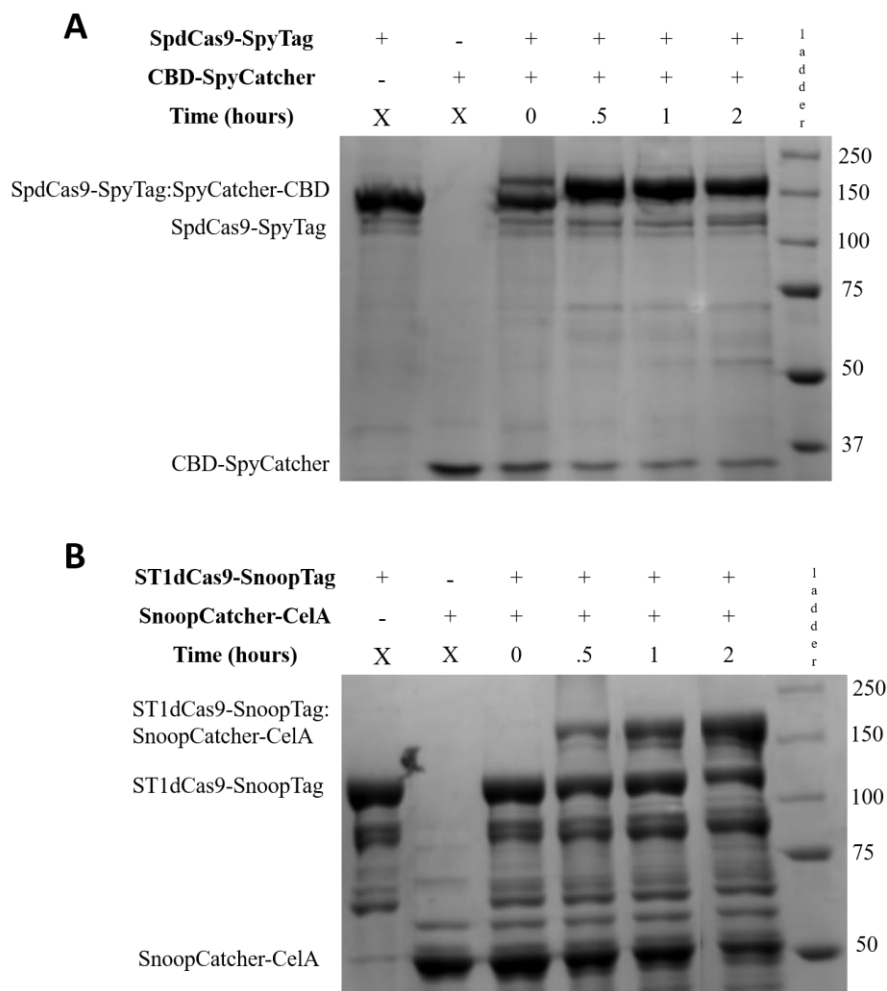 A
SpdCas9-SpyTag + - + + + + ladder
CBD-SpyCatcher - + + + + +
Time (hours) X X 0 .5 1 2
250
SpdCas9-SpyTag:SpyCatcher-CBD 150
SpdCas9-SpyTag
100
75
50
37
CBD-SpyCatcher
B
ST1dCas9-SnoopTag + - + + + + ladder
SnoopCatcher-CelA - + + + + +
Time (hours) X X 0 .5 1 2
250
ST1dCas9-SnoopTag:
SnoopCatcher-CelA 150
ST1dCas9-SnoopTag
100
75
SnoopCatcher-CelA 50